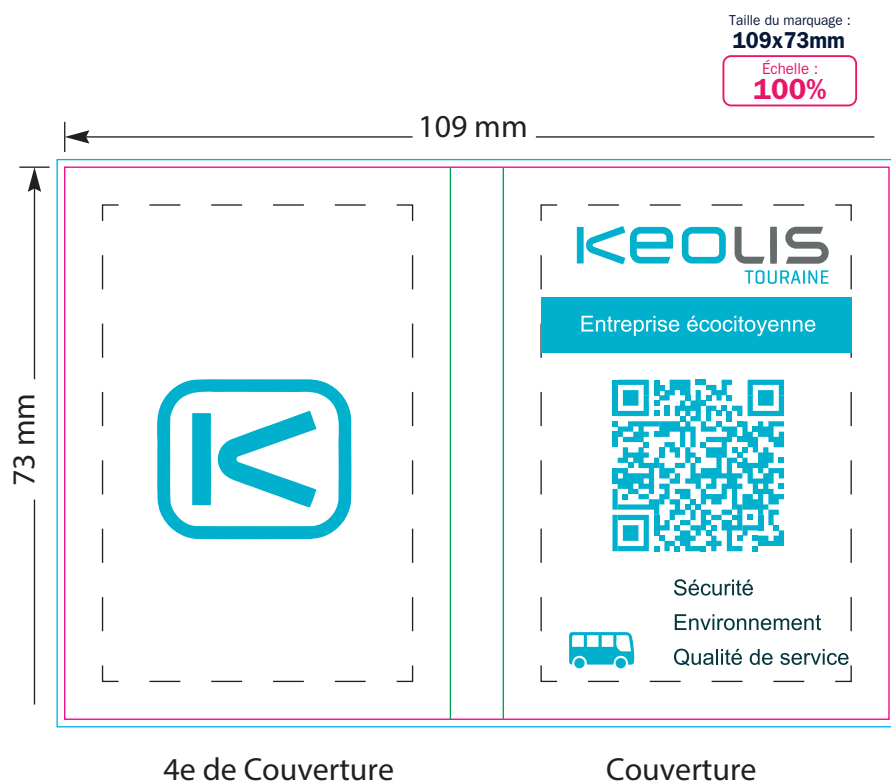 Taille du marquage :
109x73mm
Échelle :
100%
109 mm
73 mm
KEOLIS
TOURAINE
Entreprise écocitoyenne
K
Sécurité
Environnement
Qualité de service
4e de Couverture
Couverture